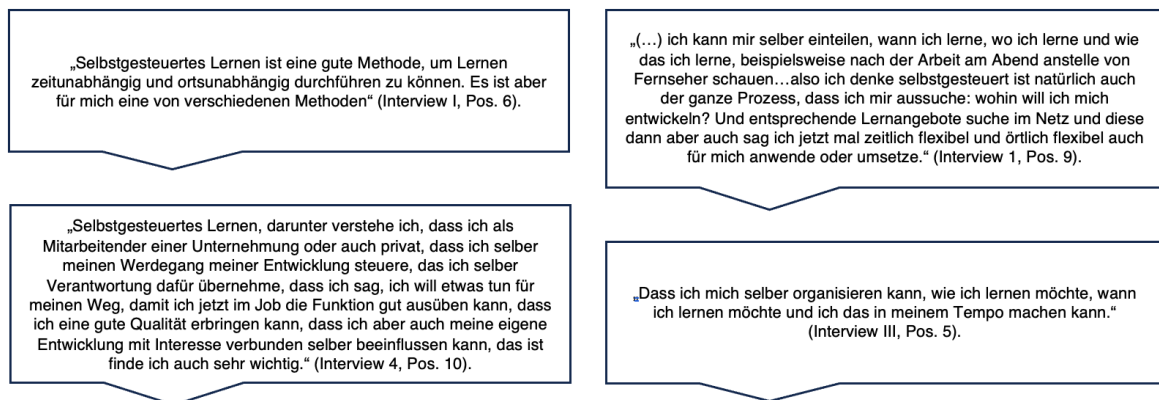 „Selbstgesteuertes Lernen ist eine gute Methode, um Lernen
zeitunabhängig und ortsunabhängig durchführen zu können. Es ist aber
für mich eine von verschiedenen Methoden“ (Interview I, Pos. 6).
„(…) ich kann mir selber einteilen, wann ich lerne, wo ich lerne und wie
das ich lerne, beispielsweise nach der Arbeit am Abend anstelle von
Fernseher schauen…also ich denke selbstgesteuert ist natürlich auch
der ganze Prozess, dass ich mir aussuche: wohin will ich mich
entwickeln? Und entsprechende Lernangebote suche im Netz und diese
dann aber auch sag ich jetzt mal zeitlich flexibel und örtlich flexibel auch
für mich anwende oder umsetze.“ (Interview 1, Pos. 9).
„Selbstgesteuertes Lernen, darunter verstehe ich, dass ich als
Mitarbeitender einer Unternehmung oder auch privat, dass ich selber
meinen Werdegang meiner Entwicklung steuere, das ich selber
Verantwortung dafür übernehme, dass ich sag, ich will etwas tun für
meinen Weg, damit ich jetzt im Job die Funktion gut ausüben kann, dass
ich eine gute Qualität erbringen kann, dass ich aber auch meine eigene
Entwicklung mit Interesse verbunden selber beeinflussen kann, das ist
finde ich auch sehr wichtig.“ (Interview 4, Pos. 10).
„Dass ich mich selber organisieren kann, wie ich lernen möchte, wann
ich lernen möchte und ich das in meinem Tempo machen kann.“
(Interview III, Pos. 5).